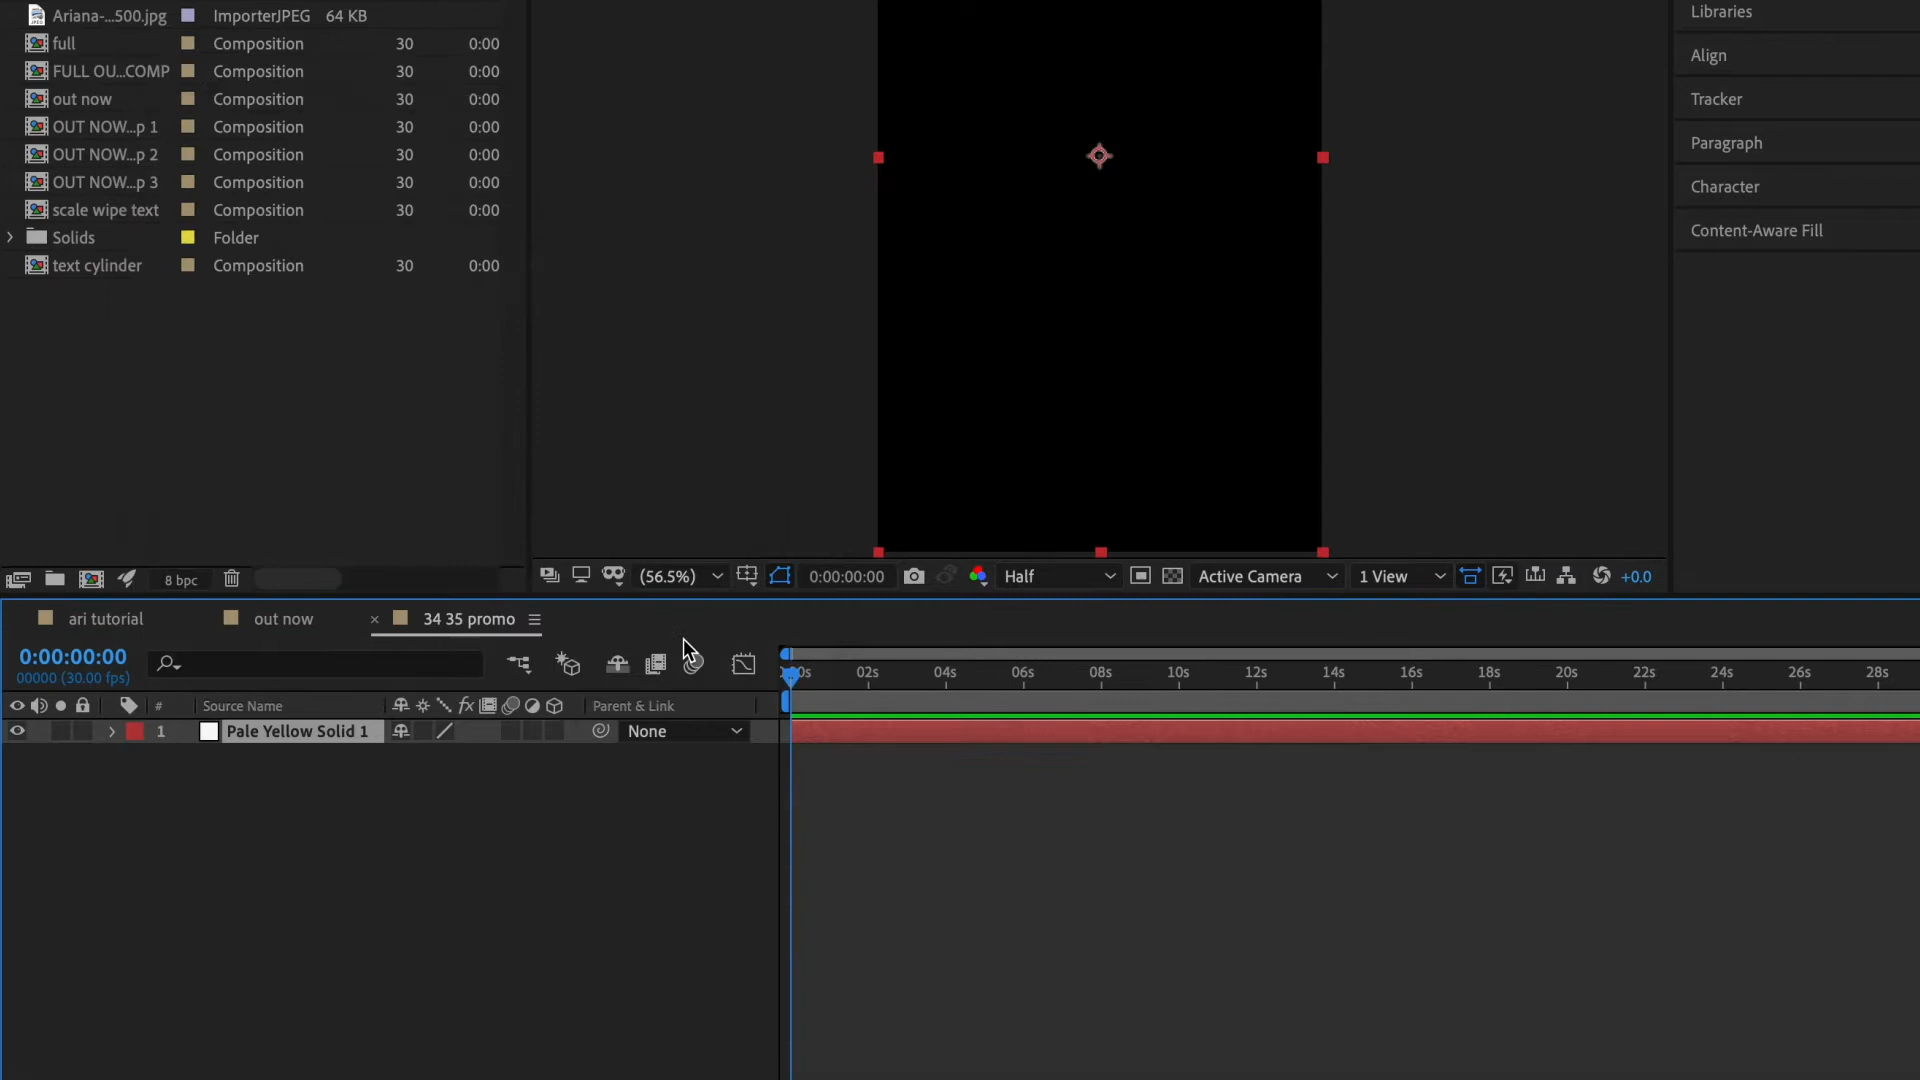 Ariana-...500.jpg ImporterJPEG 64 KB
full Composition 30 0:00
FULL OU...COMP Composition 30 0:00
out now Composition 30 0:00
OUT NOW...p 1 Composition 30 0:00
OUT NOW...p 2 Composition 30 0:00
OUT NOW...p 3 Composition 30 0:00
scale wipe text Composition 30 0:00
Solids Folder
text cylinder Composition 30 0:00
Libraries
Align
Tracker
Paragraph
Character
Content-Aware Fill
8 bpc
(56.5%) 0:00:00:00 Half Active Camera 1 View +0.0
ari tutorial out now × 34 35 promo
0:00:00:00
00000 (30.00 fps)
02s 04s 06s 08s 10s 12s 14s 16s 18s 20s 22s 24s 26s 28s
# Source Name fx Parent & Link
1 Pale Yellow Solid 1 None